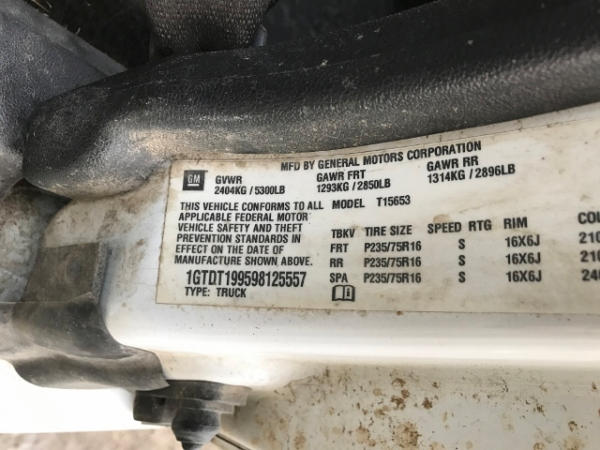 MFD BY GENERAL MOTORS CORPORATION
GM GVWR GAWR FRT GAWR RR
2404KG / 5300LB 1293KG / 2850LB 1314KG / 2896LB
THIS VEHICLE CONFORMS TO ALL MODEL T15653
APPLICABLE FEDERAL MOTOR
VEHICLE SAFETY AND THEFT
PREVENTION STANDARDS IN
EFFECT ON THE DATE OF
MANUFACTURE SHOWN ABOVE.
1GTDT199598125557
TYPE: TRUCK
TBKV TIRE SIZE SPEED RTG RIM
FRT P235/75R16 S 16X6J
RR P235/75R16 S 16X6J
SPA P235/75R16 S 16X6J